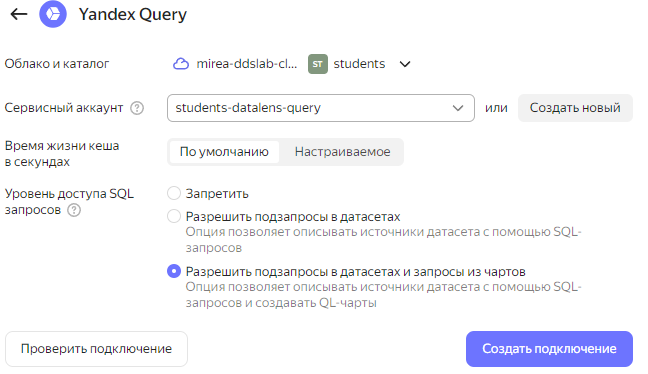 Yandex Query
Облако и каталог
mirea-ddslab-cl... ST students
Сервисный аккаунт ? students-datalens-query или Создать новый
Время жизни кеша
в секундах
По умолчанию Настраиваемое
Уровень доступа SQL
запросов ?
Запретить
Разрешить подзапросы в датасетах
Опция позволяет описывать источники датасета с помощью SQL-
запросов
Разрешить подзапросы в датасетах и запросы из чартов
Опция позволяет описывать источники датасета с помощью SQL-
запросов и создавать QL-чарты
Проверить подключение
Создать подключение